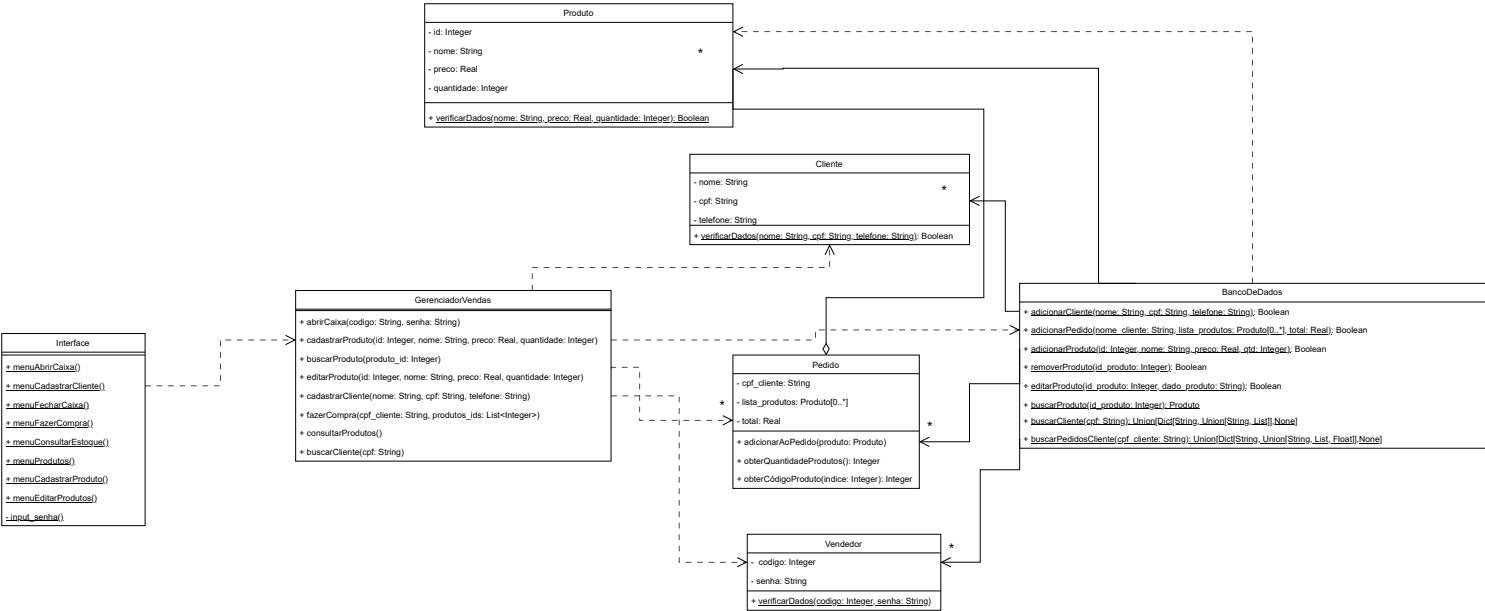 Produto
- id: Integer
- nome: String
*
- preco: Real
- quantidade: Integer
+ verificarDados(nome: String, preco: Real, quantidade: Integer): Boolean
Cliente
- nome: String
*
- cpf: String
- telefone: String
+ verificarDados(nome: String, cpf: String, telefone: String): Boolean
GerenciadorVendas
+ abrirCaixa(codigo: String, senha: String)
+ cadastrarProduto(id: Integer, nome: String, preco: Real, quantidade: Integer)
+ buscarProduto(produto_id: Integer)
+ editarProduto(id: Integer, nome: String, preco: Real, quantidade: Integer)
+ cadastrarCliente(nome: String, cpf: String, telefone: String)
+ fazerCompra(cpf_cliente: String, produtos_ids: List<Integer>)
+ consultarProdutos()
+ buscarCliente(cpf: String)
BancoDeDados
+ adicionarCliente(nome: String, cpf: String, telefone: String): Boolean
+ adicionarPedido(nome_cliente: String, lista_produtos: Produto[0..*], total: Real): Boolean
+ adicionarProduto(id: Integer, nome: String, preco: Real, qtd: Integer): Boolean
+ removerProduto(id_produto: Integer): Boolean
+ editarProduto(id_produto: Integer, dado_produto: String): Boolean
+ buscarProduto(id_produto: Integer): Produto
+ buscarCliente(cpf: String): Union[Dict[String, Union[String, List]],None]
+ buscarPedidosCliente(cpf_cliente: String): Union[Dict[String, Union[String, List, Float]],None]
Interface
+ menuAbrirCaixa()
+ menuCadastrarCliente()
+ menuFecharCaixa()
+ menuFazerCompra()
+ menuConsultarEstoque()
+ menuProdutos()
+ menuCadastrarProduto()
+ menuEditarProdutos()
- input_senha()
Pedido
- cpf_cliente: String
*
- lista_produtos: Produto[0..*]
- total: Real
*
+ adicionarAoPedido(produto: Produto)
+ obterQuantidadeProdutos(): Integer
+ obterCódigoProduto(indice: Integer): Integer
Vendedor
*
- codigo: Integer
- senha: String
+ verificarDados(codigo: Integer, senha: String)